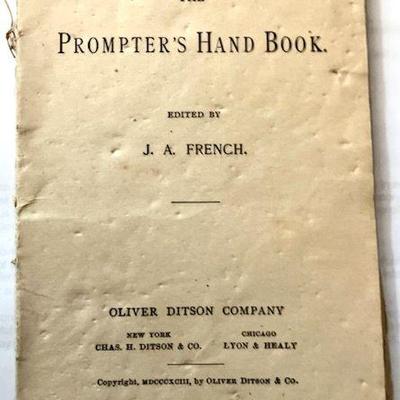 THE
PROMPTER'S HAND BOOK.
EDITED BY
J. A. FRENCH.
OLIVER DITSON COMPANY
NEW YORK CHICAGO
CHAS. H. DITSON & CO. LYON & HEALY
Copyright, MDCCCXCIII, by OLIVER DITSON & CO.